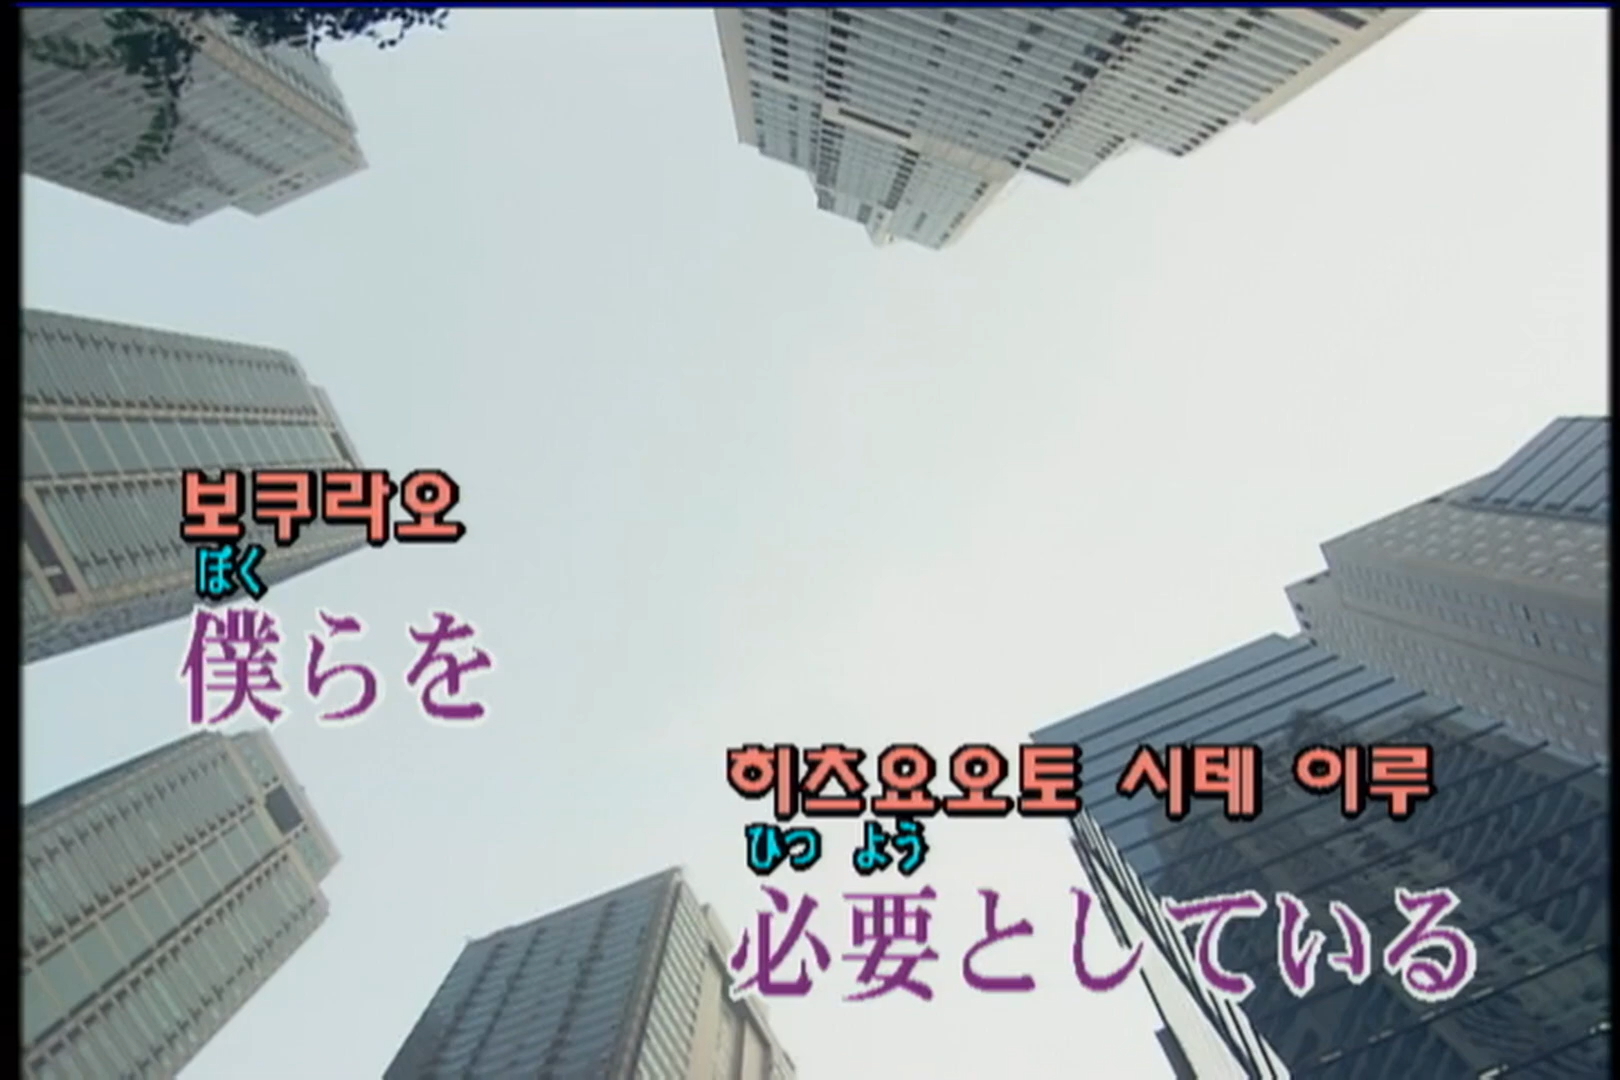 보쿠라오
ぼく
僕らを
히츠요오토 시테 이루
ひつ よう
必要としている